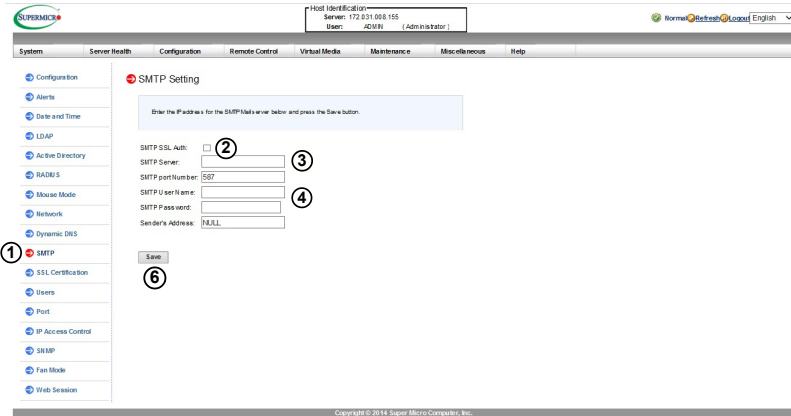 SUPERMICRO
Host Identification
Server: 172.031.008.155
User: ADMIN (Administrator)
Normal Refresh Logout English
System Server Health Configuration Remote Control Virtual Media Maintenance Miscellaneous Help
Configuration
Alerts
Date and Time
LDAP
Active Directory
RADIUS
Mouse Mode
Network
Dynamic DNS
1 SMTP
SSL Certification
Users
Port
IP Access Control
SNMP
Fan Mode
Web Session
SMTP Setting
Enter the IP address for the SMTP Mail server below and press the Save button.
SMTP SSL Auth: 2
SMTP Server: 3
SMTP port Number: 587
SMTP User Name: 4
SMTP Password:
Sender's Address: NULL
Save
6
Copyright © 2014 Super Micro Computer, Inc.